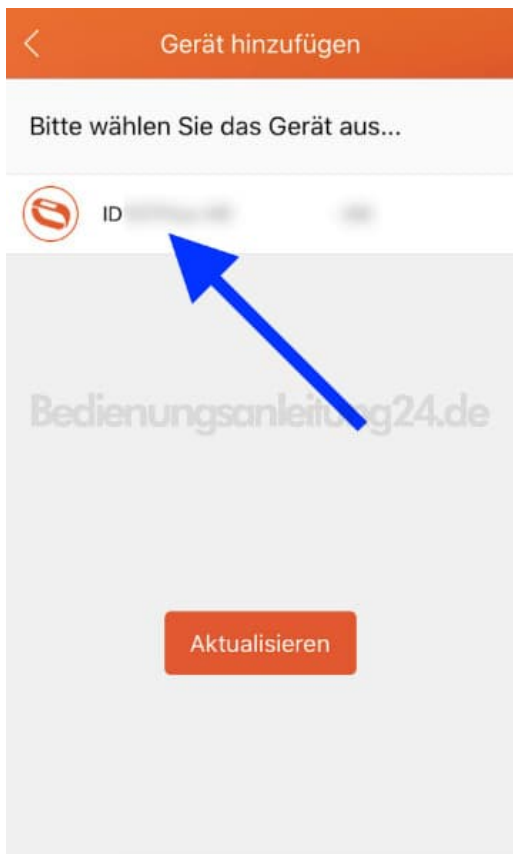 Gerät hinzufügen
Bitte wählen Sie das Gerät aus...
ID
Bedienungsanleitung24.de
Aktualisieren